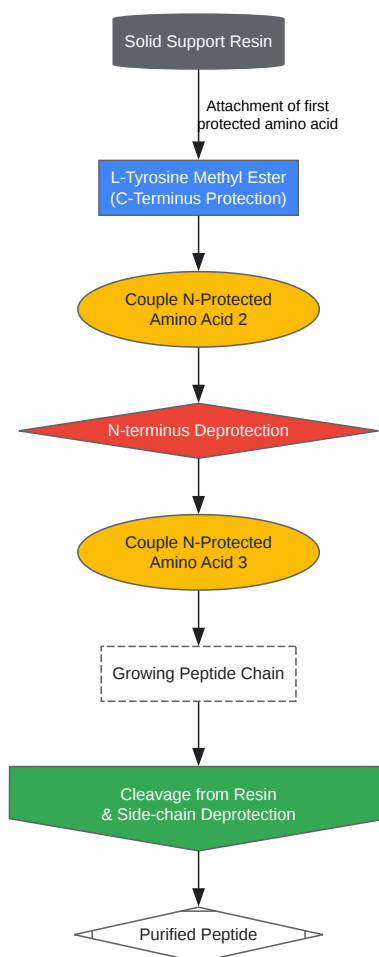 Solid Support Resin
Attachment of first
protected amino acid
L-Tyrosine Methyl Ester
(C-Terminus Protection)
Couple N-Protected
Amino Acid 2
N-terminus Deprotection
Couple N-Protected
Amino Acid 3
Growing Peptide Chain
Cleavage from Resin
& Side-chain Deprotection
Purified Peptide